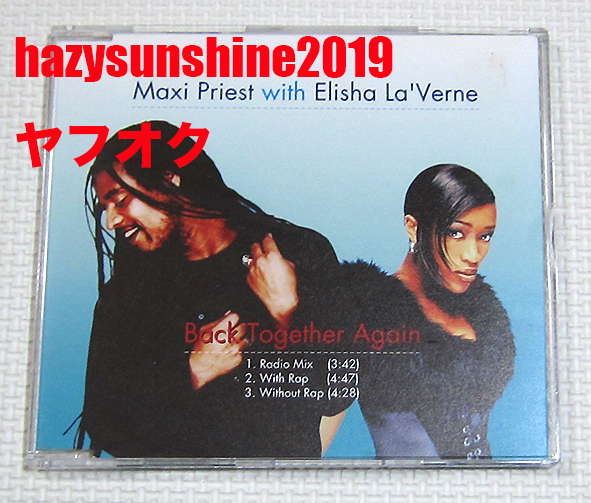 hazysunshine2019
Maxi Priest with Elisha La'Verne
ヤフオク
Back Together Again
1. Radio Mix (3:42)
2. With Rap (4:47)
3. Without Rap (4:28)